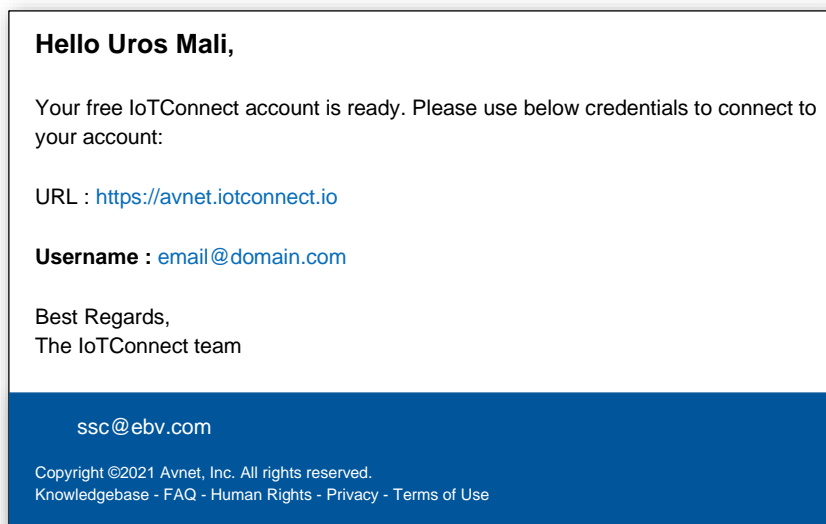 Hello Uros Mali,
Your free IoTConnect account is ready. Please use below credentials to connect to
your account:
URL : https://avnet.iotconnect.io
Username : email@domain.com
Best Regards,
The IoTConnect team
ssc@ebv.com
Copyright ©2021 Avnet, Inc. All rights reserved.
Knowledgebase - FAQ - Human Rights - Privacy - Terms of Use